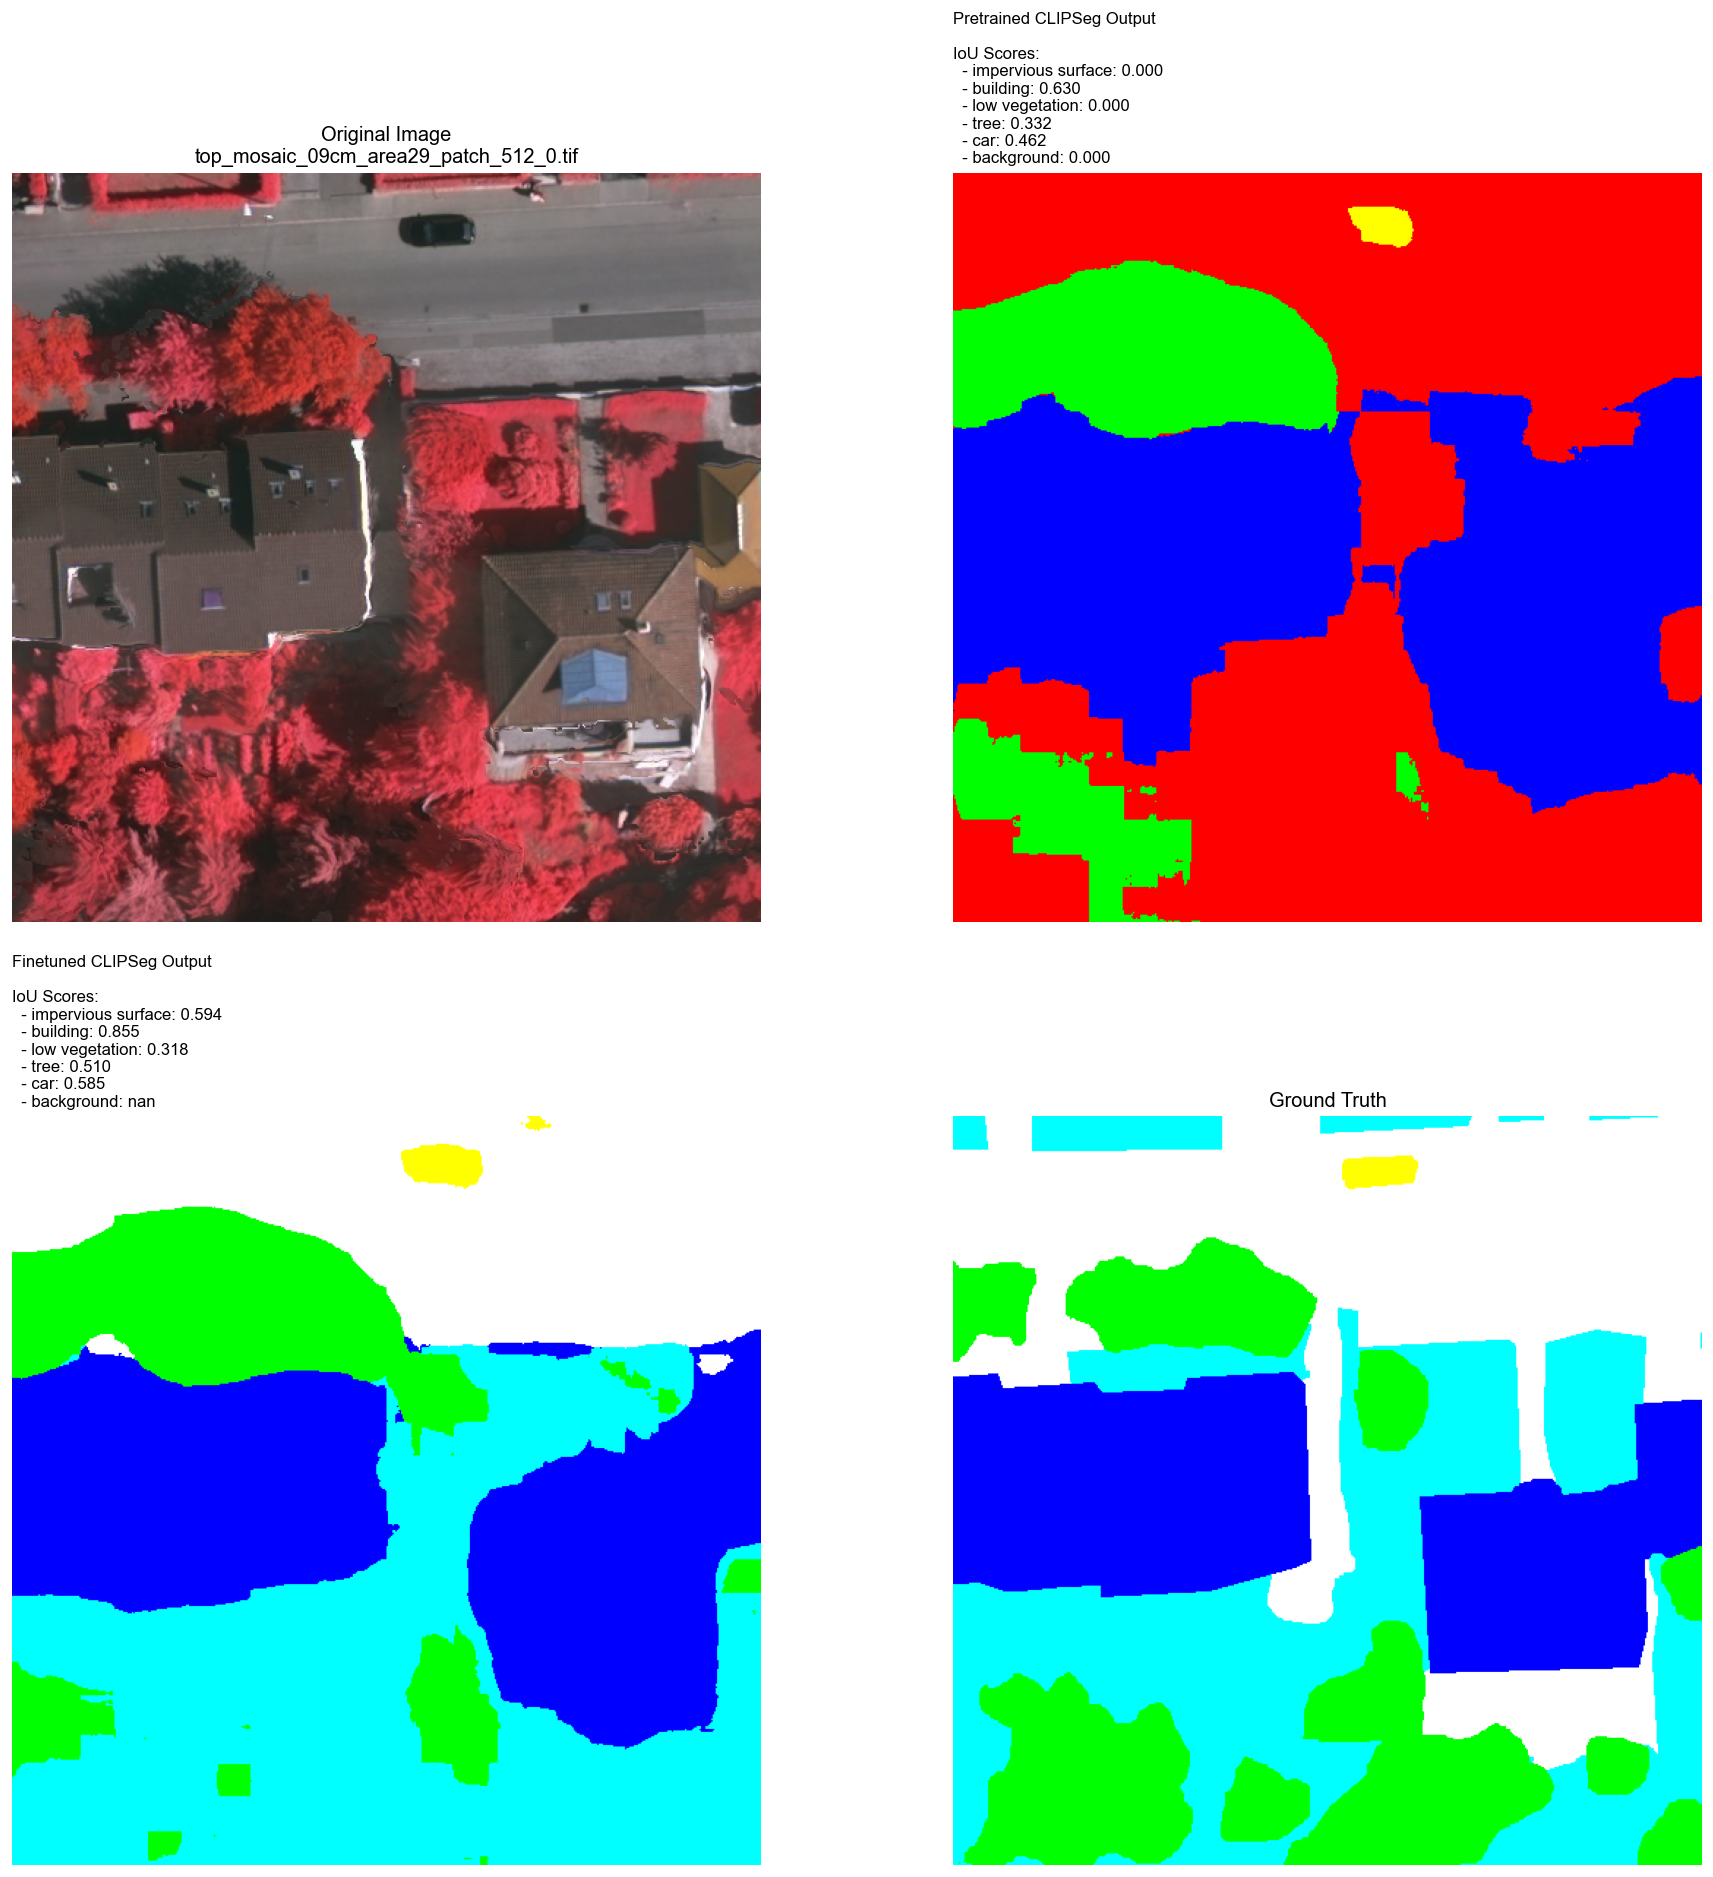 Pretrained CLIPSeg Output
IoU Scores:
- impervious surface: 0.000
- building: 0.630
- low vegetation: 0.000
- tree: 0.332
- car: 0.462
- background: 0.000
Original Image
top_mosaic_09cm_area29_patch_512_0.tif
Finetuned CLIPSeg Output
IoU Scores:
- impervious surface: 0.594
- building: 0.855
- low vegetation: 0.318
- tree: 0.510
- car: 0.585
- background: nan
Ground Truth